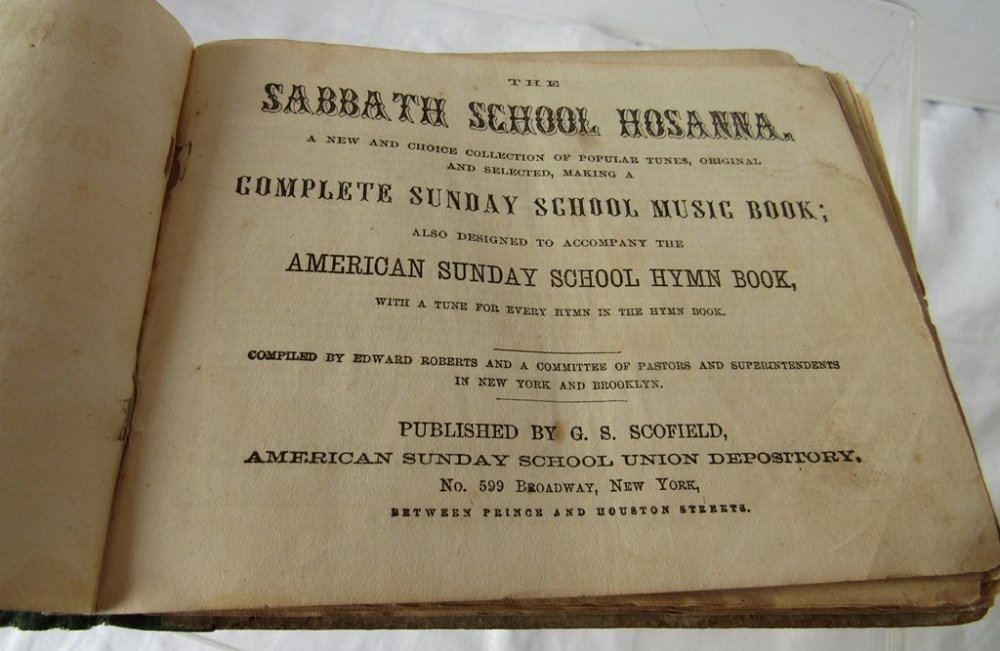 THE
SABBATH SCHOOL HOSANNA.
A NEW AND CHOICE COLLECTION OF POPULAR TUNES, ORIGINAL
AND SELECTED, MAKING A
COMPLETE SUNDAY SCHOOL MUSIC BOOK;
ALSO DESIGNED TO ACCOMPANY THE
AMERICAN SUNDAY SCHOOL HYMN BOOK,
WITH A TUNE FOR EVERY HYMN IN THE HYMN BOOK.
COMPILED BY EDWARD ROBERTS AND A COMMITTEE OF PASTORS AND SUPERINTENDENTS
IN NEW YORK AND BROOKLYN.
PUBLISHED BY G. S. SCOFIELD,
AMERICAN SUNDAY SCHOOL UNION DEPOSITORY,
No. 599 BROADWAY, NEW YORK,
BETWEEN PRINCE AND HOUSTON STREETS.